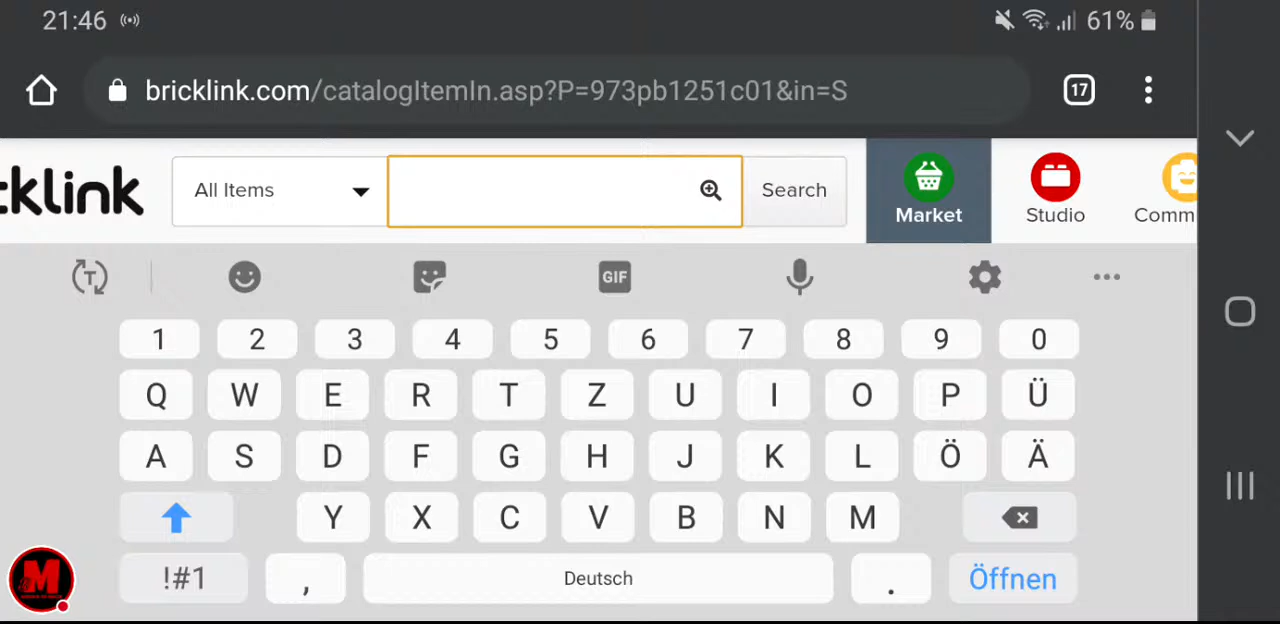 21:46 61%
bricklink.com/catalogItemIn.asp?P=973pb1251c01&in=S 17
cklink All Items Search Market Studio Comm
T GIF
1 2 3 4 5 6 7 8 9 0
Q W E R T Z U I O P Ü
A S D F G H J K L Ö Ä
Y X C V B N M
!#1 , Deutsch . Öffnen
M